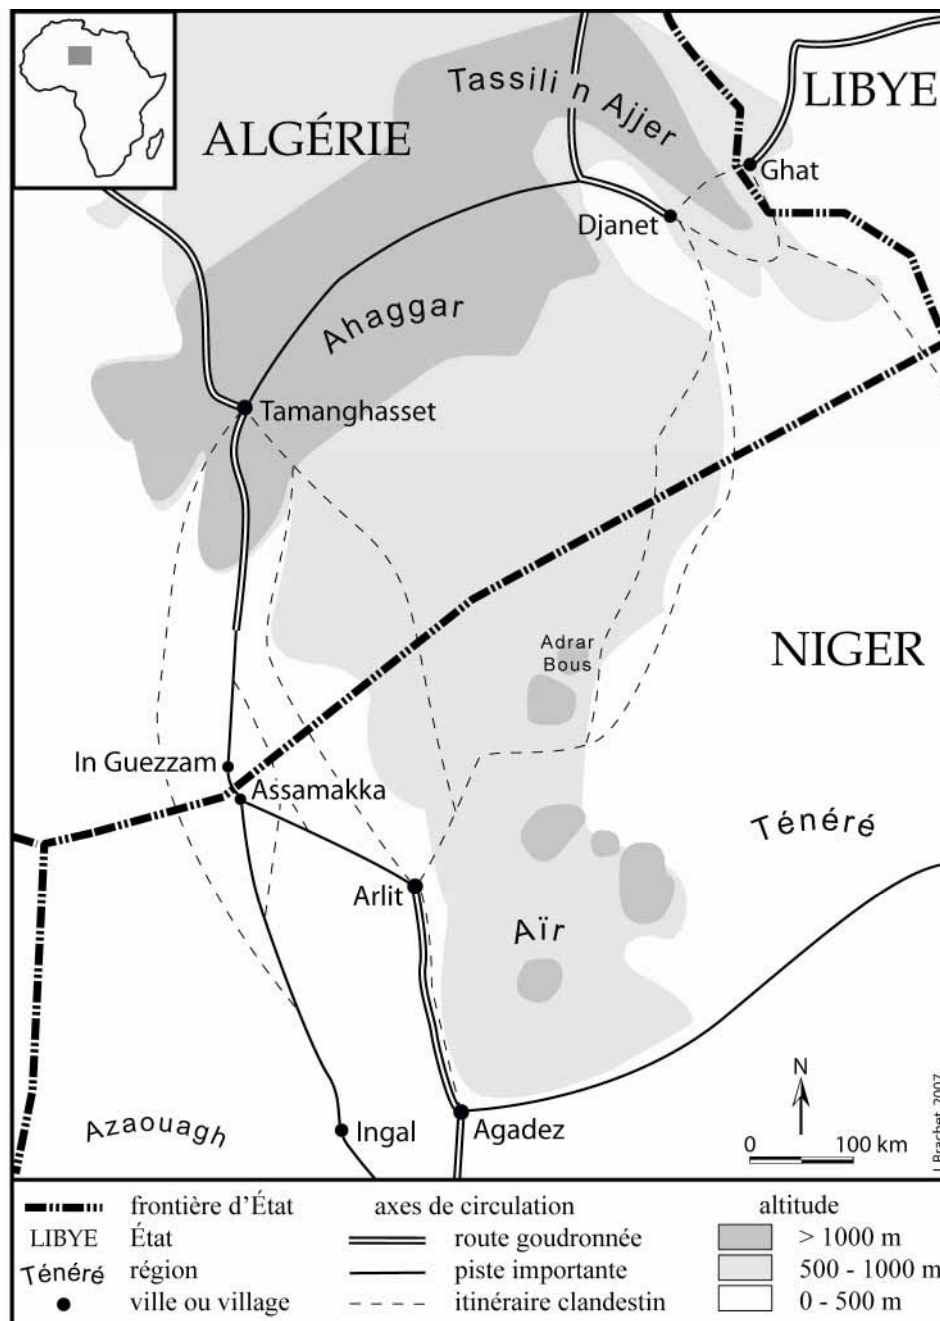 Tassili n Ajjer
LIBYE
ALGÉRIE
Ghat
Djanet
Ahaggar
Tamanghasset
Adrar
Bous
NIGER
In Guezzam
Assamakka
Ténéré
Arlit
Aïr
N
Azaouagh
Ingal
Agadez
0 100 km
J. Brachet, 2007
frontière d'État
LIBYE État
Ténéré région
ville ou village
axes de circulation
route goudronnée
piste importante
itinéraire clandestin
altitude
> 1000 m
500 - 1000 m
0 - 500 m